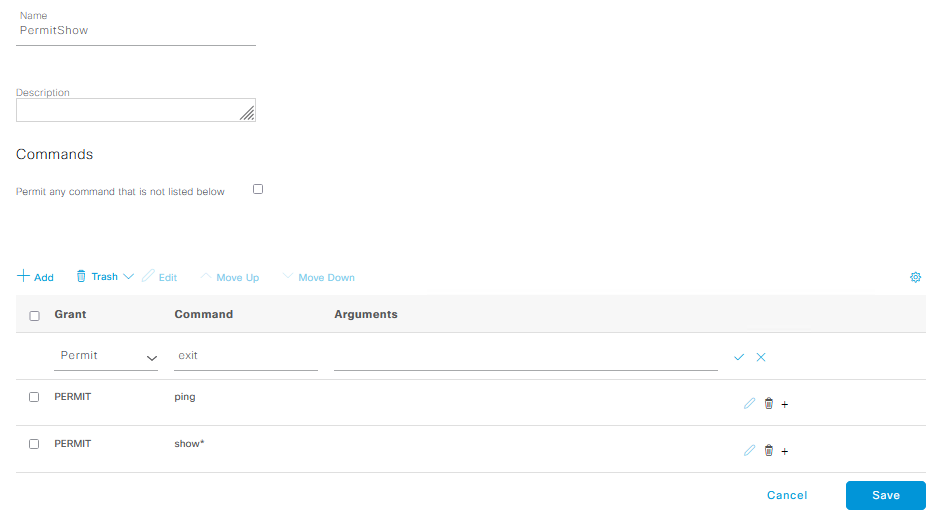 Name
PermitShow
Description
Commands
Permit any command that is not listed below
Add Trash Edit Move Up Move Down
Grant Command Arguments
Permit exit
PERMIT ping
PERMIT show*
Cancel Save